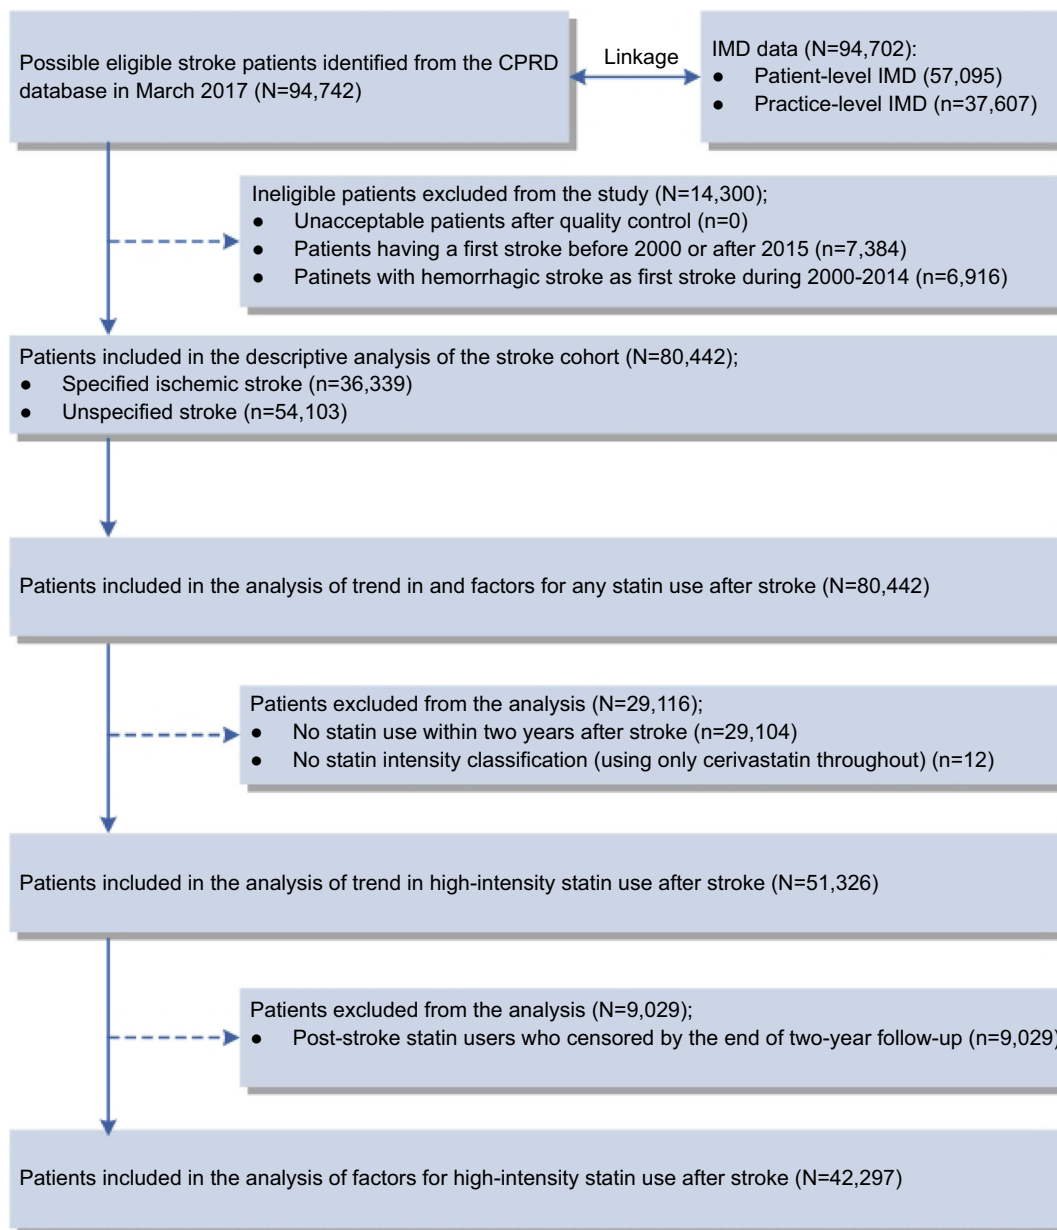 Possible eligible stroke patients identified from the CPRD
database in March 2017 (N=94,742)
Linkage
IMD data (N=94,702):
● Patient-level IMD (57,095)
● Practice-level IMD (n=37,607)
Ineligible patients excluded from the study (N=14,300);
● Unacceptable patients after quality control (n=0)
● Patients having a first stroke before 2000 or after 2015 (n=7,384)
● Patinets with hemorrhagic stroke as first stroke during 2000-2014 (n=6,916)
Patients included in the descriptive analysis of the stroke cohort (N=80,442);
● Specified ischemic stroke (n=36,339)
● Unspecified stroke (n=54,103)
Patients included in the analysis of trend in and factors for any statin use after stroke (N=80,442)
Patients excluded from the analysis (N=29,116);
● No statin use within two years after stroke (n=29,104)
● No statin intensity classification (using only cerivastatin throughout) (n=12)
Patients included in the analysis of trend in high-intensity statin use after stroke (N=51,326)
Patients excluded from the analysis (N=9,029);
● Post-stroke statin users who censored by the end of two-year follow-up (n=9,029)
Patients included in the analysis of factors for high-intensity statin use after stroke (N=42,297)